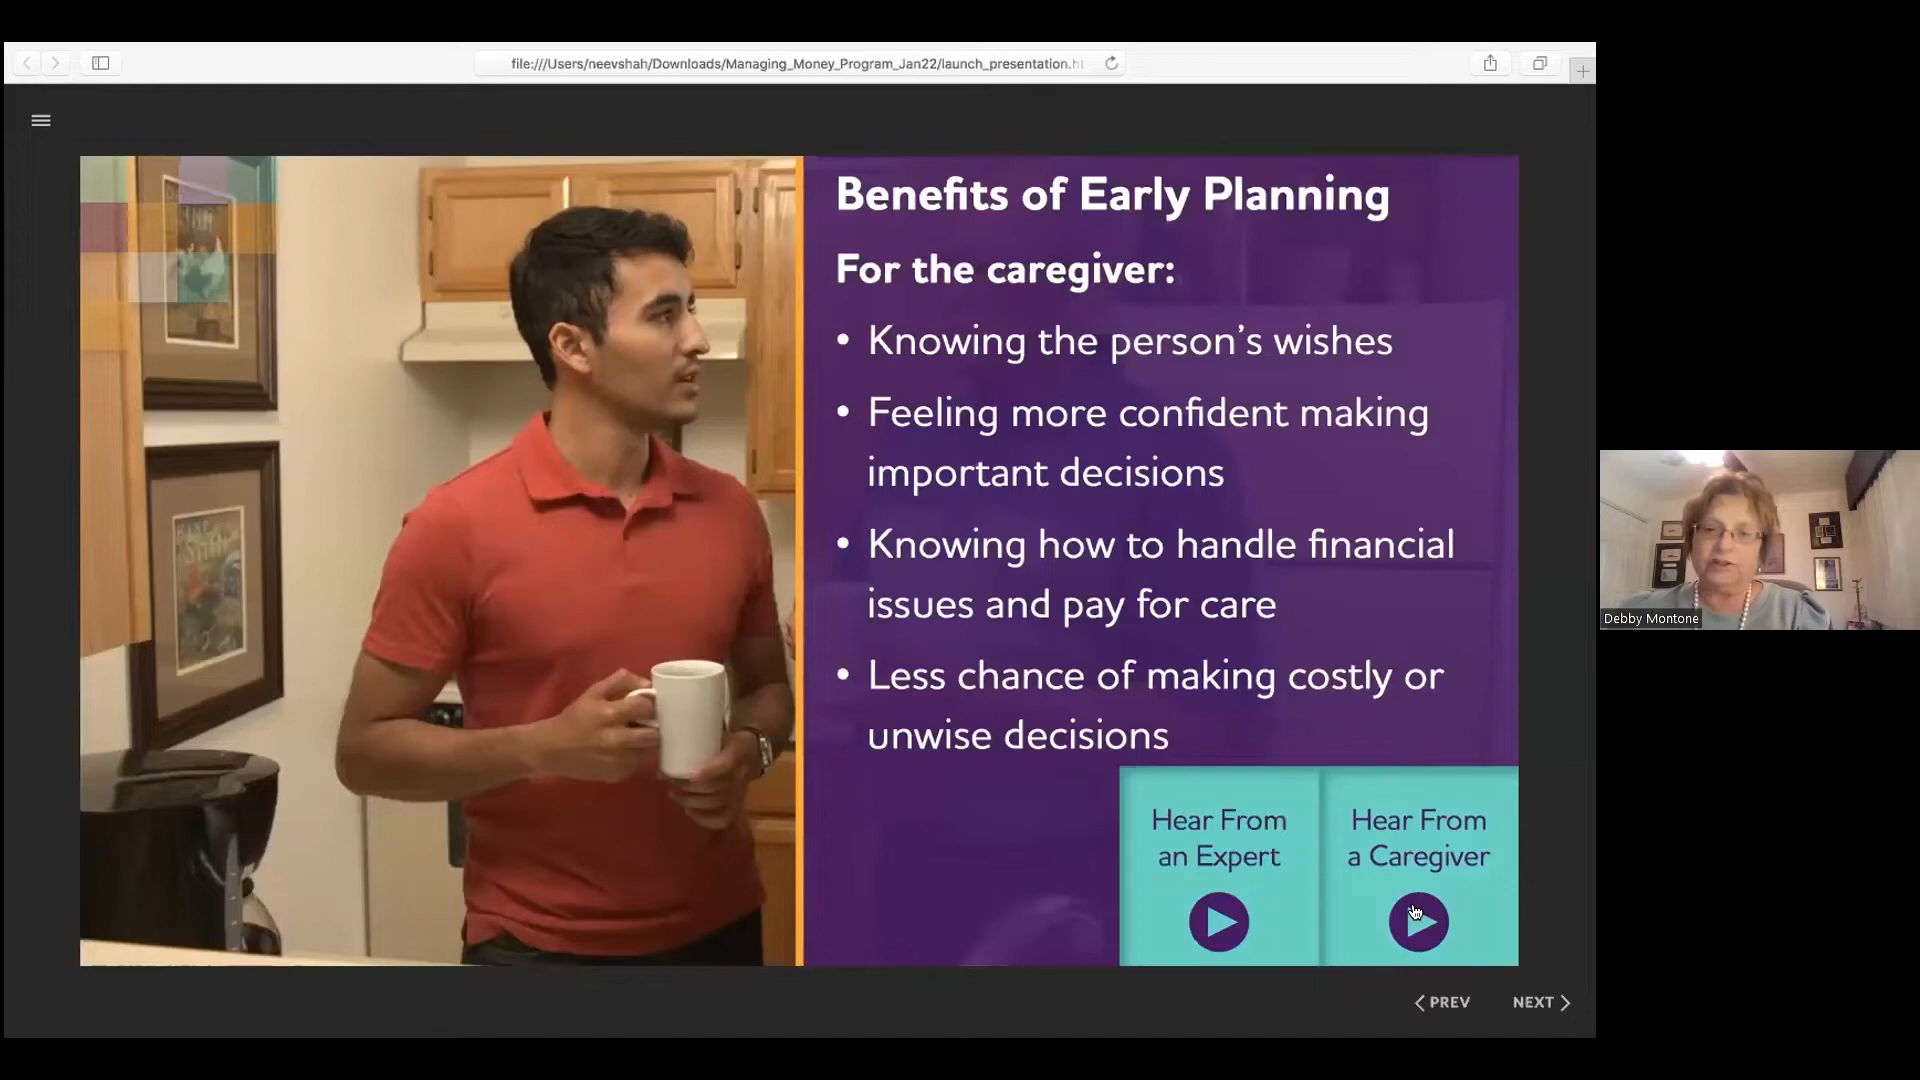 file:///Users/neevshah/Downloads/Managing_Money_Program_Jan22/launch_presentation.ht
Benefits of Early Planning
For the caregiver:
• Knowing the person’s wishes
• Feeling more confident making
important decisions
• Knowing how to handle financial
issues and pay for care
• Less chance of making costly or
unwise decisions
Hear From
an Expert
Hear From
a Caregiver
Debby Montone
PREV
NEXT